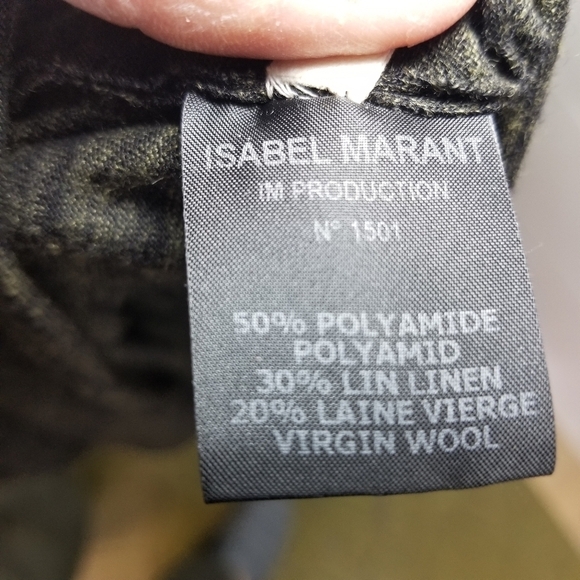 ISABEL MARANT
IM PRODUCTION
N° 1501
50% POLYAMIDE
POLYAMID
30% LIN LINEN
20% LAINE VIERGE
VIRGIN WOOL